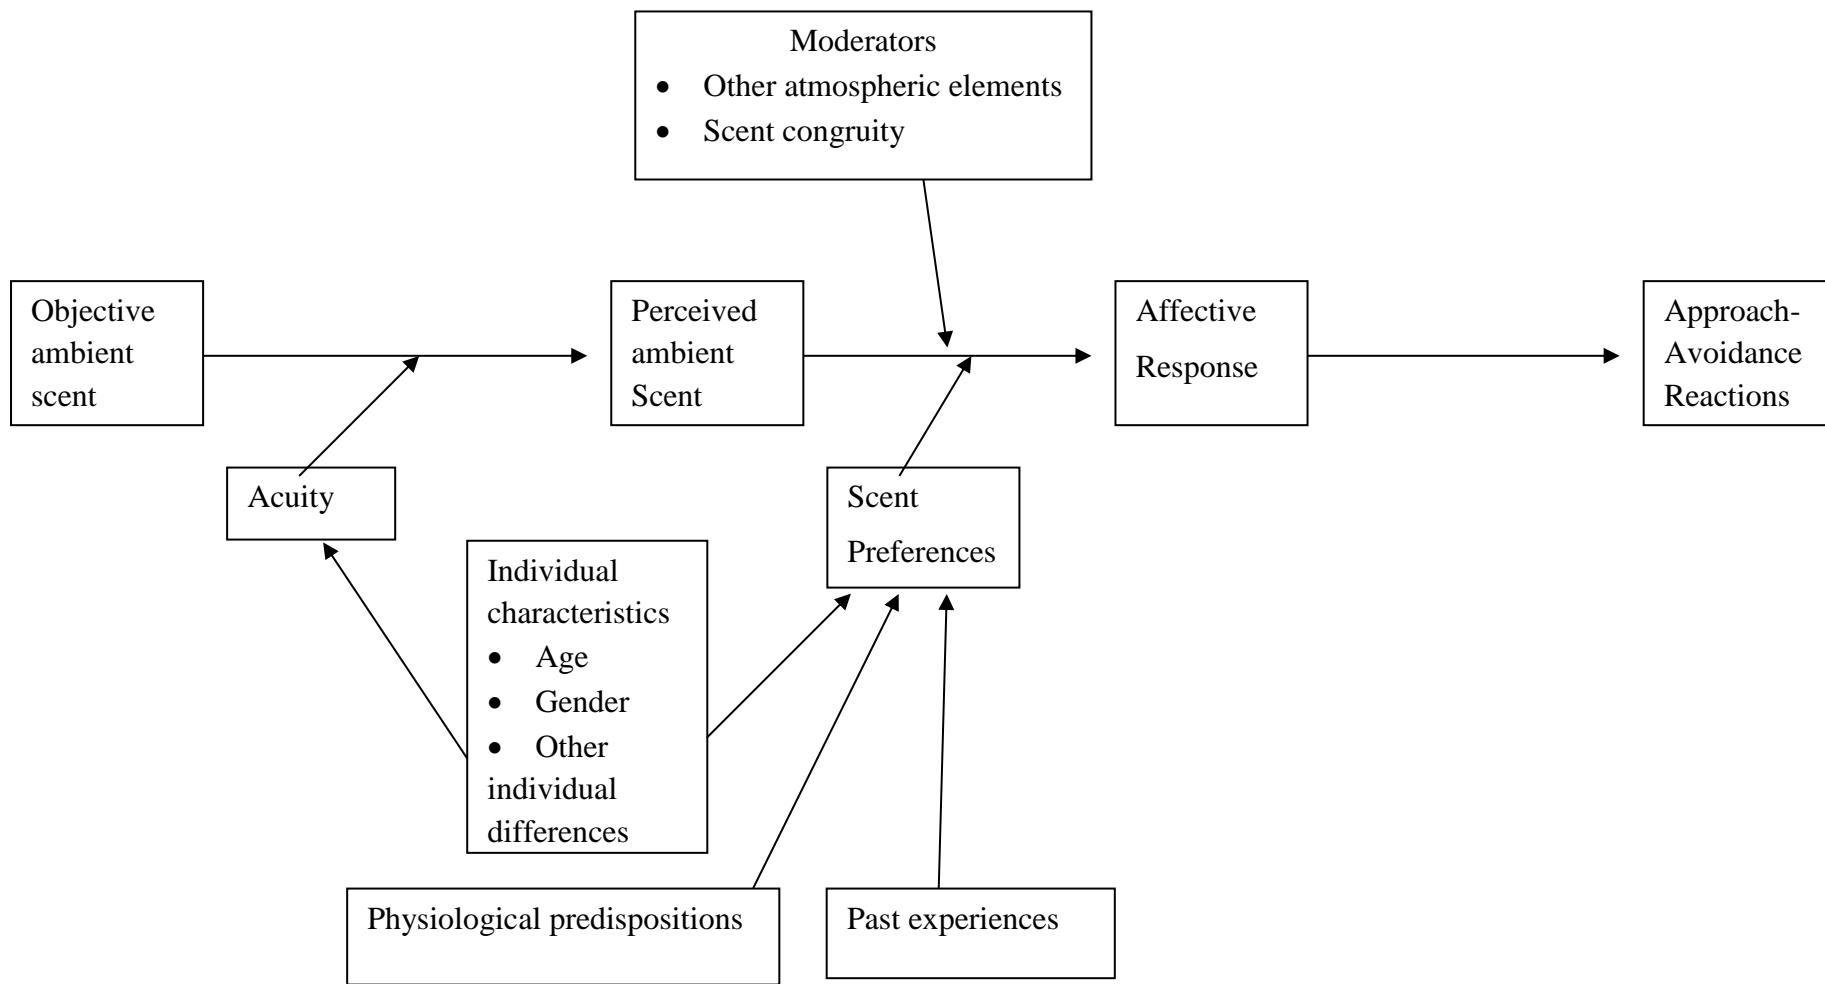 Moderators
• Other atmospheric elements
• Scent congruity
Objective
ambient
scent
Perceived
ambient
Scent
Affective
Response
Approach-
Avoidance
Reactions
Acuity
Scent
Preferences
Individual
characteristics
• Age
• Gender
• Other
individual
differences
Physiological predispositions
Past experiences